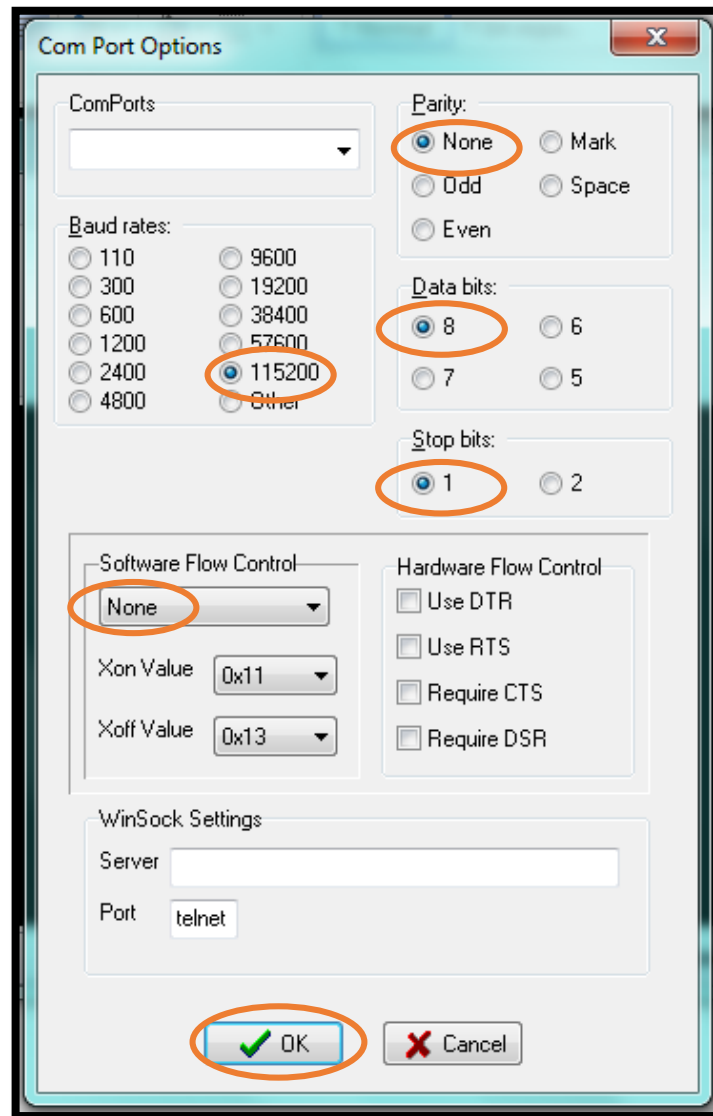 Com Port Options
ComPorts
Parity:
None Mark
Odd Space
Even
Baud rates:
110 9600
300 19200
600 38400
1200 57600
2400 115200
4800 Other
Data bits:
8 6
7 5
Stop bits:
1 2
Software Flow Control
None
Xon Value 0x11
Xoff Value 0x13
Hardware Flow Control
Use DTR
Use RTS
Require CTS
Require DSR
WinSock Settings
Server
Port telnet
OK Cancel